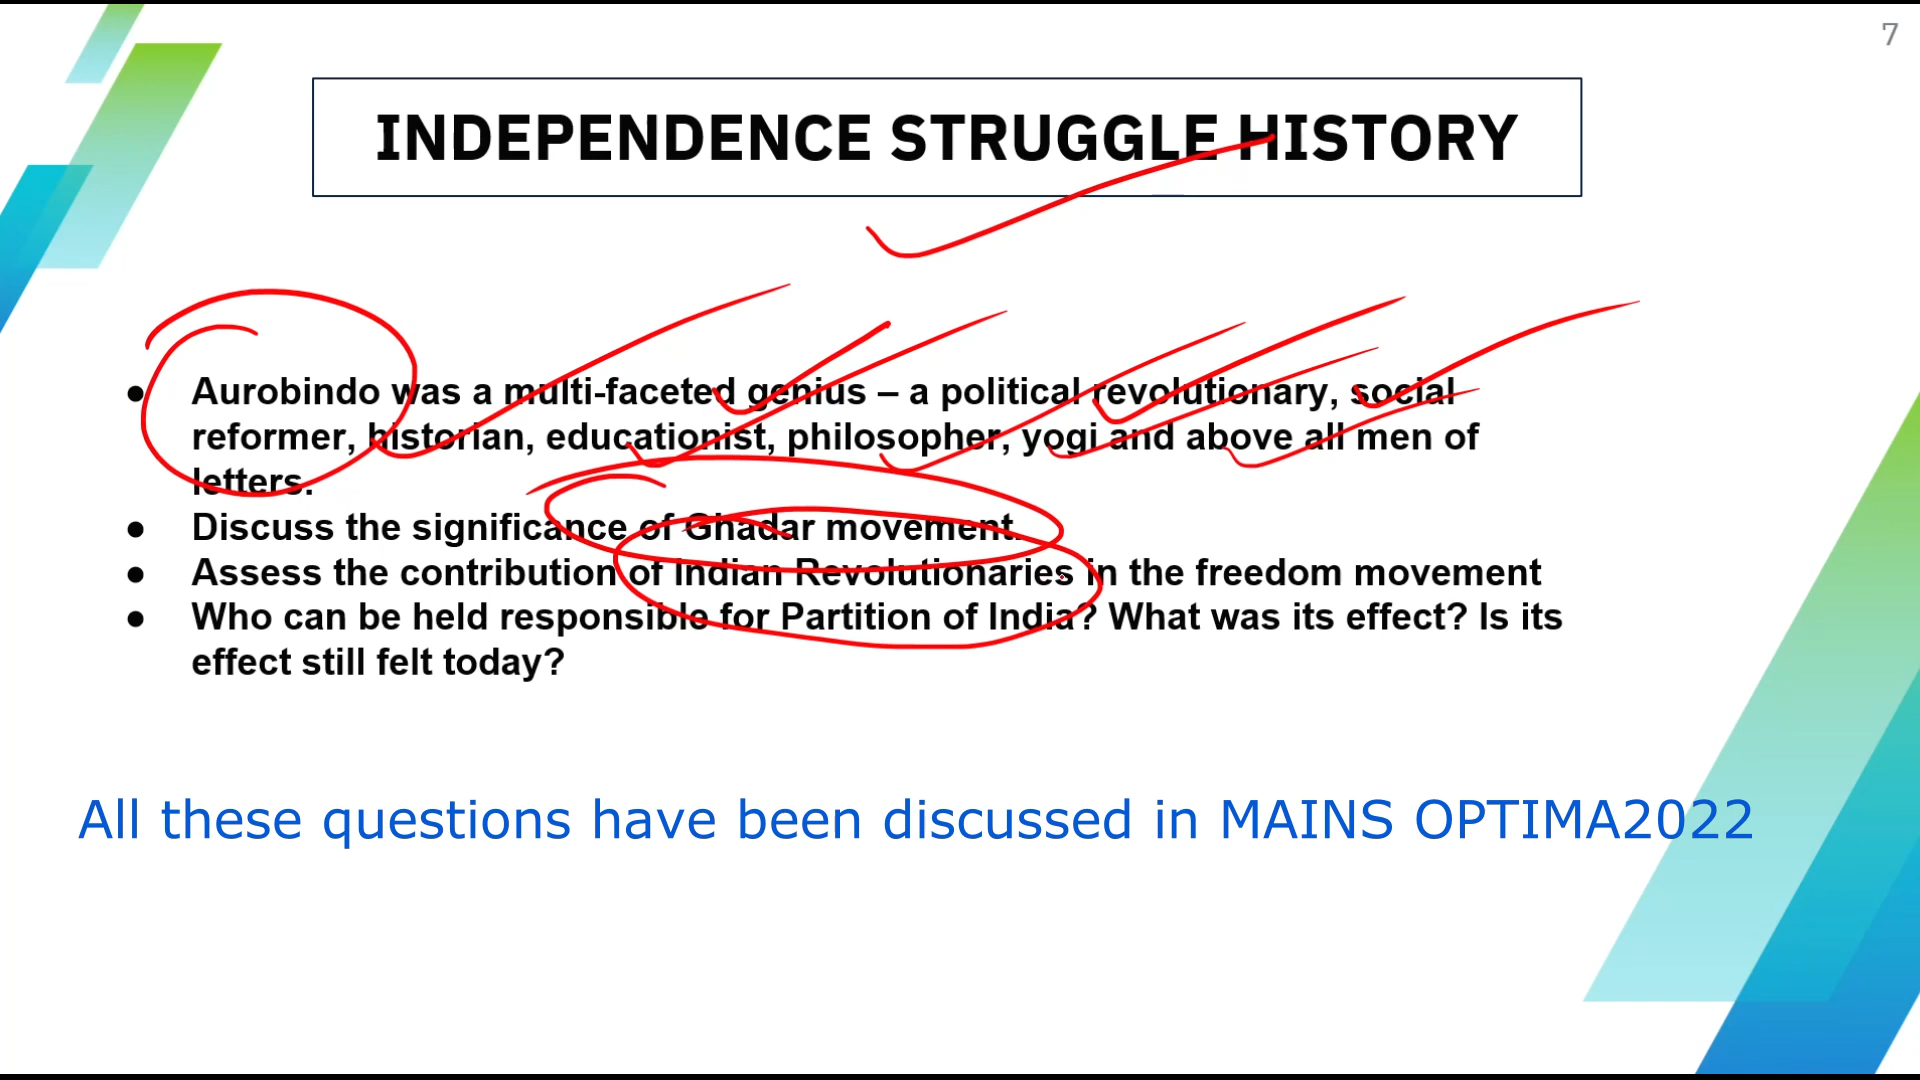 7
INDEPENDENCE STRUGGLE HISTORY
● Aurobindo was a multi-faceted genius – a political revolutionary, social
reformer, historian, educationist, philosopher, yogi and above all men of
letters.
● Discuss the significance of Ghadar movement.
● Assess the contribution of Indian Revolutionaries in the freedom movement
● Who can be held responsible for Partition of India? What was its effect? Is its
effect still felt today?
All these questions have been discussed in MAINS OPTIMA2022